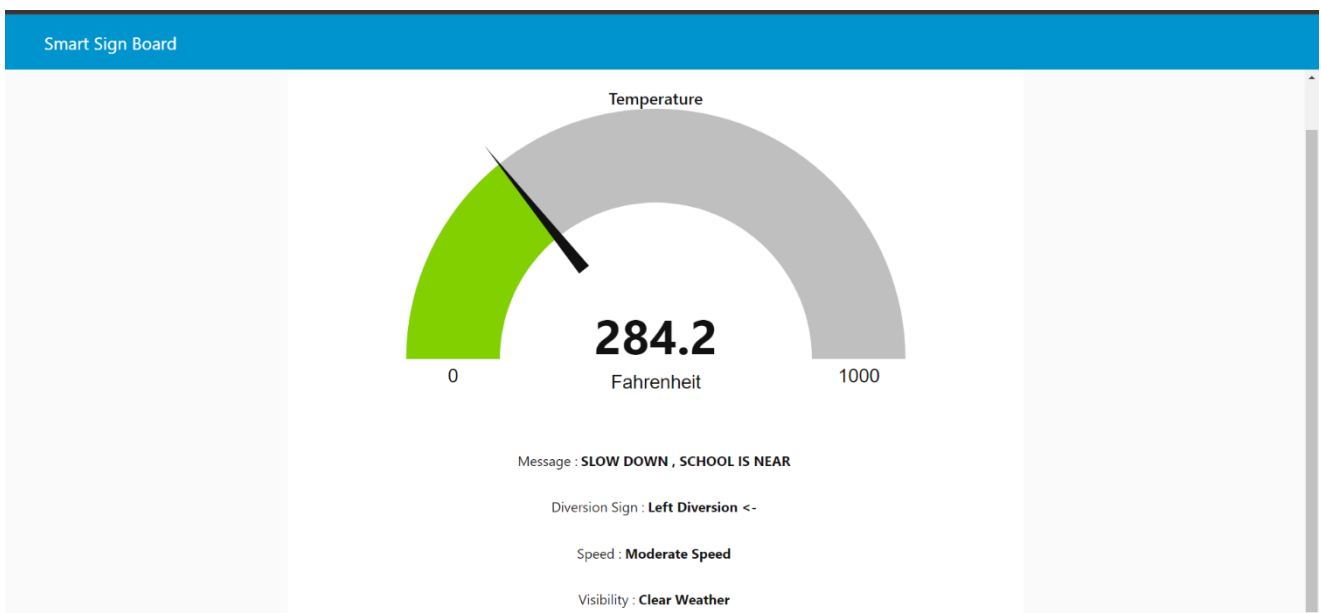 Smart Sign Board
Temperature
284.2
0 Fahrenheit 1000
Message : SLOW DOWN , SCHOOL IS NEAR
Diversion Sign : Left Diversion <-
Speed : Moderate Speed
Visibility : Clear Weather